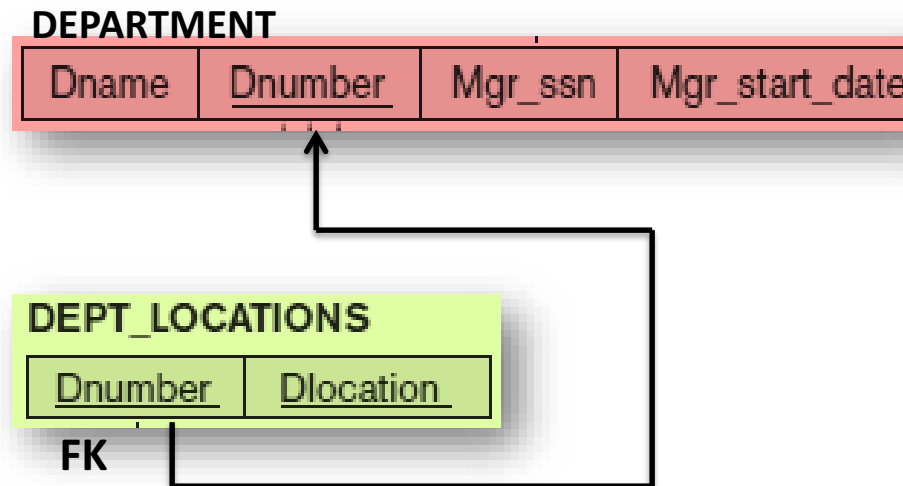 DEPARTMENT
Dname Dnumber Mgr_ssn Mgr_start_date
DEPT_LOCATIONS
Dnumber Dlocation
FK